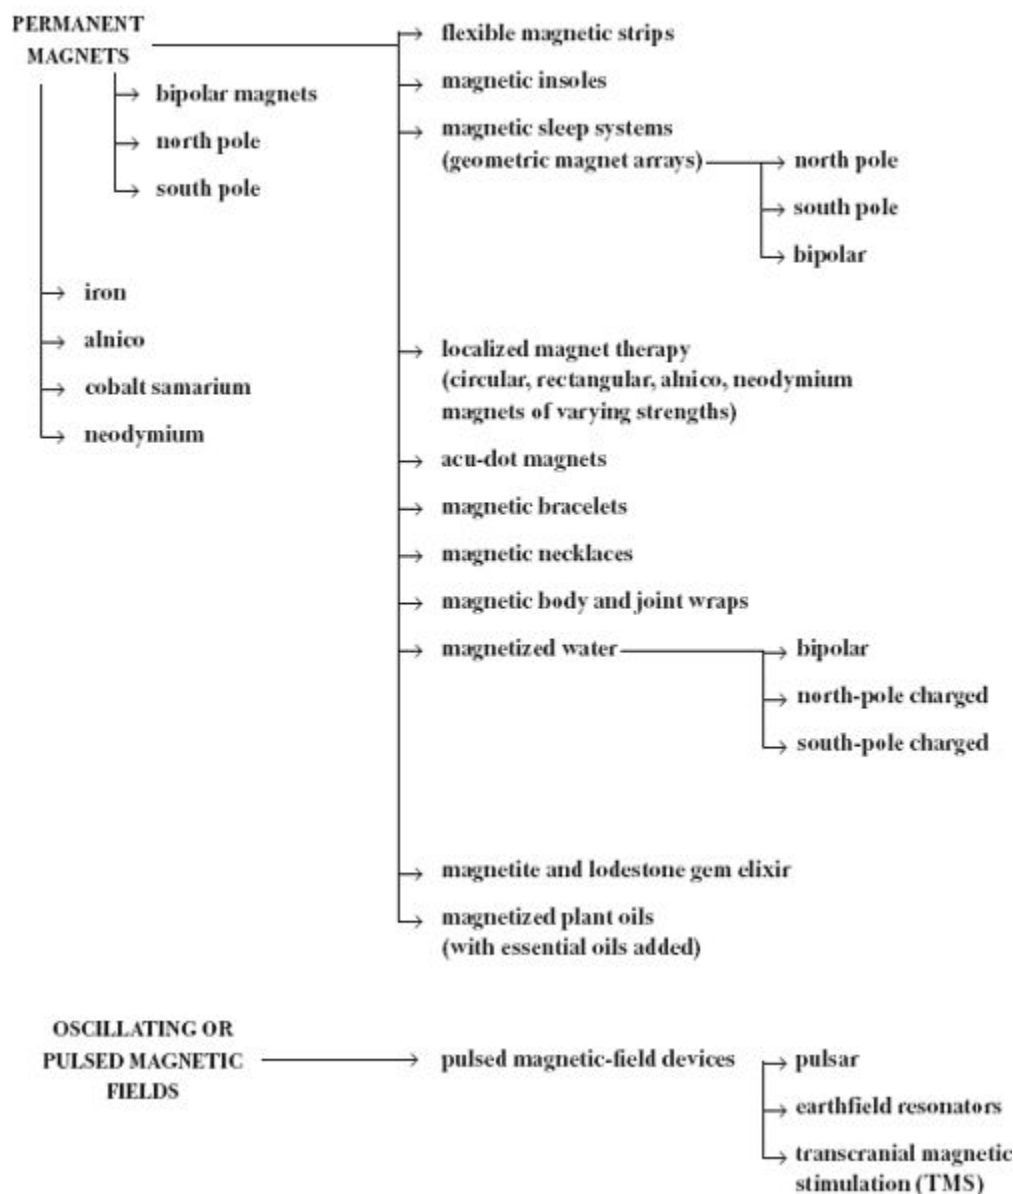 PERMANENT
MAGNETS
bipolar magnets
north pole
south pole
iron
alnico
cobalt samarium
neodymium
flexible magnetic strips
magnetic insoles
magnetic sleep systems
(geometric magnet arrays)
north pole
south pole
bipolar
localized magnet therapy
(circular, rectangular, alnico, neodymium
magnets of varying strengths)
acu-dot magnets
magnetic bracelets
magnetic necklaces
magnetic body and joint wraps
magnetized water
bipolar
north-pole charged
south-pole charged
magnetite and lodestone gem elixir
magnetized plant oils
(with essential oils added)
OSCILLATING OR
PULSED MAGNETIC
FIELDS
pulsed magnetic-field devices
pulsar
earthfield resonators
transcranial magnetic
stimulation (TMS)